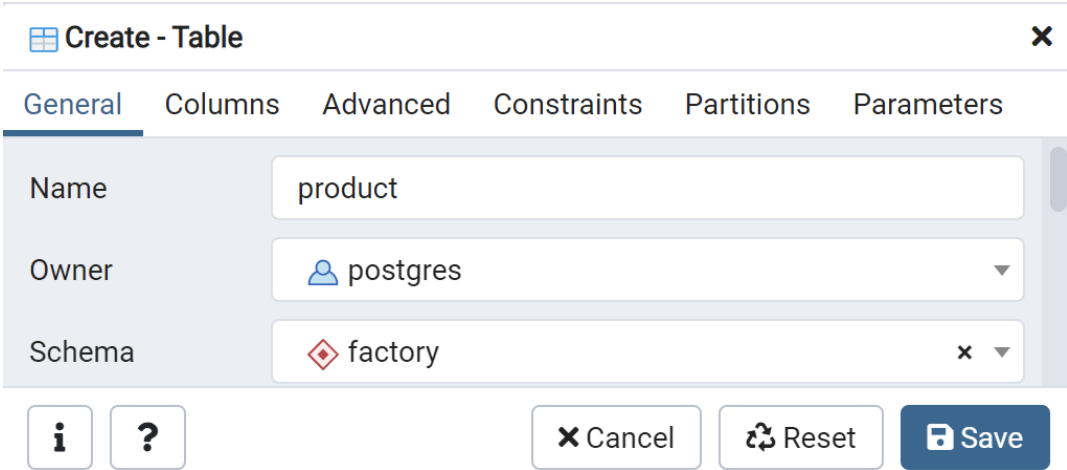 Create - Table
General Columns Advanced Constraints Partitions Parameters
Name product
Owner postgres
Schema factory
i ? Cancel Reset Save